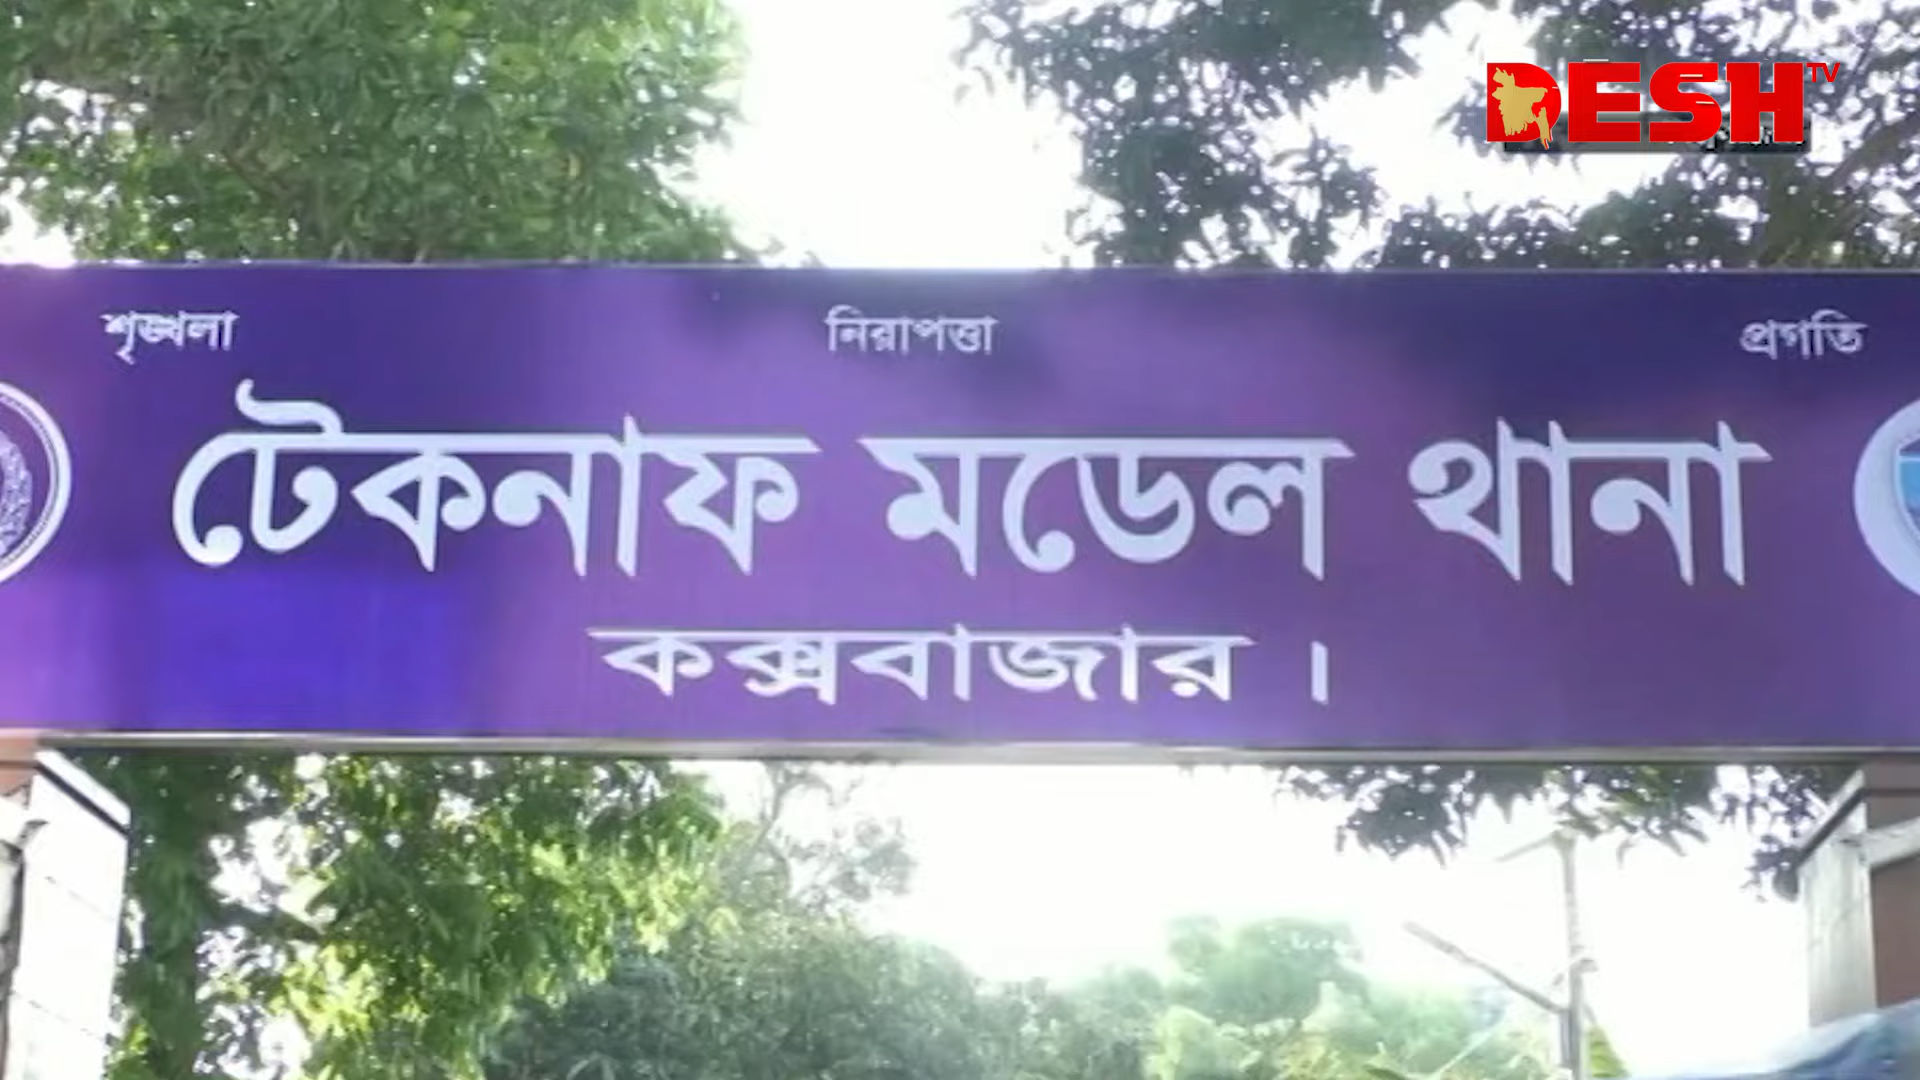 DESH TV
শৃঙ্খলা নিরাপত্তা প্রগতি
টেকনাফ মডেল থানা
কক্সবাজার ।